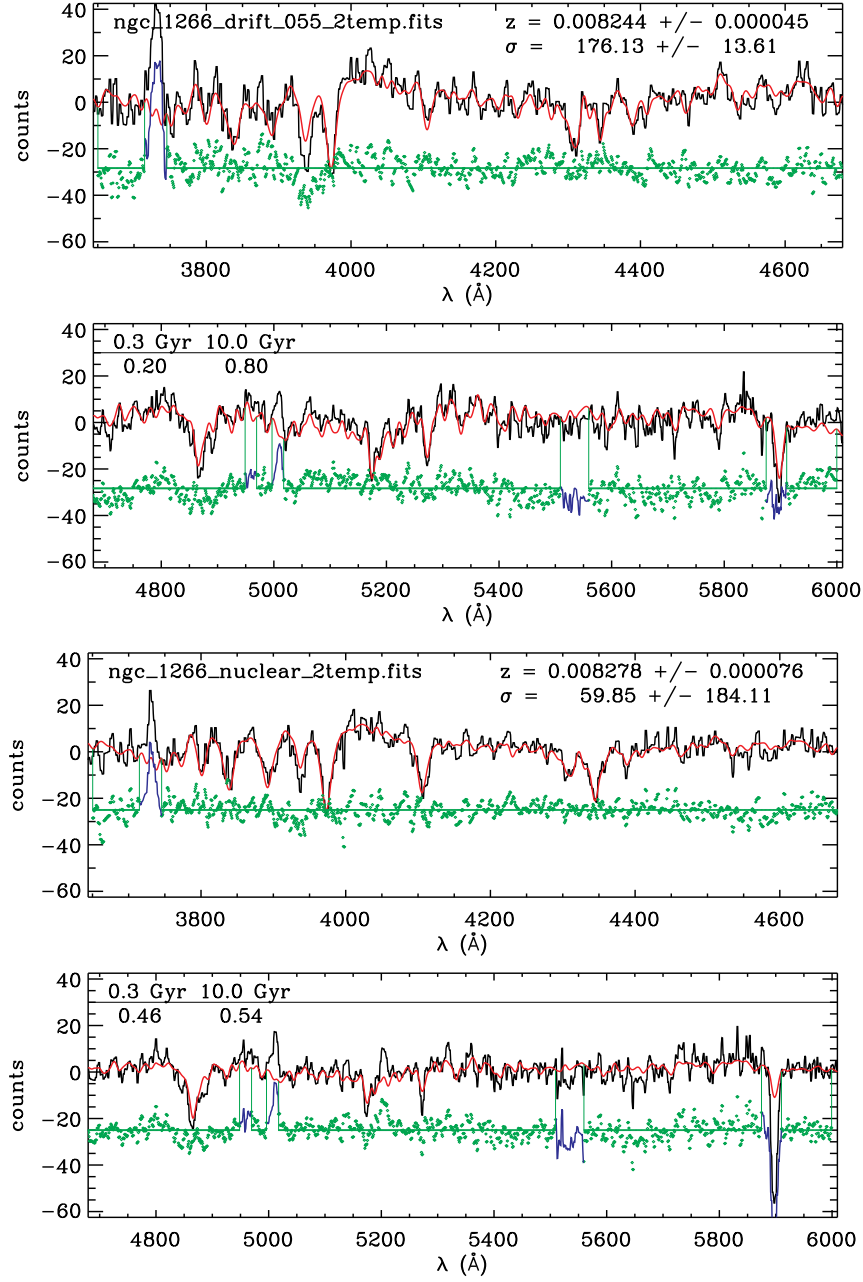 ngc_1266_drift_055_2temp.fits z = 0.008244 +/- 0.000045
σ = 176.13 +/- 13.61
40
20
0
-20
-40
-60
counts
3800 4000 4200 4400 4600
λ (Å)
0.3 Gyr 10.0 Gyr
0.20 0.80
40
20
0
-20
-40
-60
counts
4800 5000 5200 5400 5600 5800 6000
λ (Å)
ngc_1266_nuclear_2temp.fits z = 0.008278 +/- 0.000076
σ = 59.85 +/- 184.11
40
20
0
-20
-40
-60
counts
3800 4000 4200 4400 4600
λ (Å)
0.3 Gyr 10.0 Gyr
0.46 0.54
40
20
0
-20
-40
-60
counts
4800 5000 5200 5400 5600 5800 6000
λ (Å)